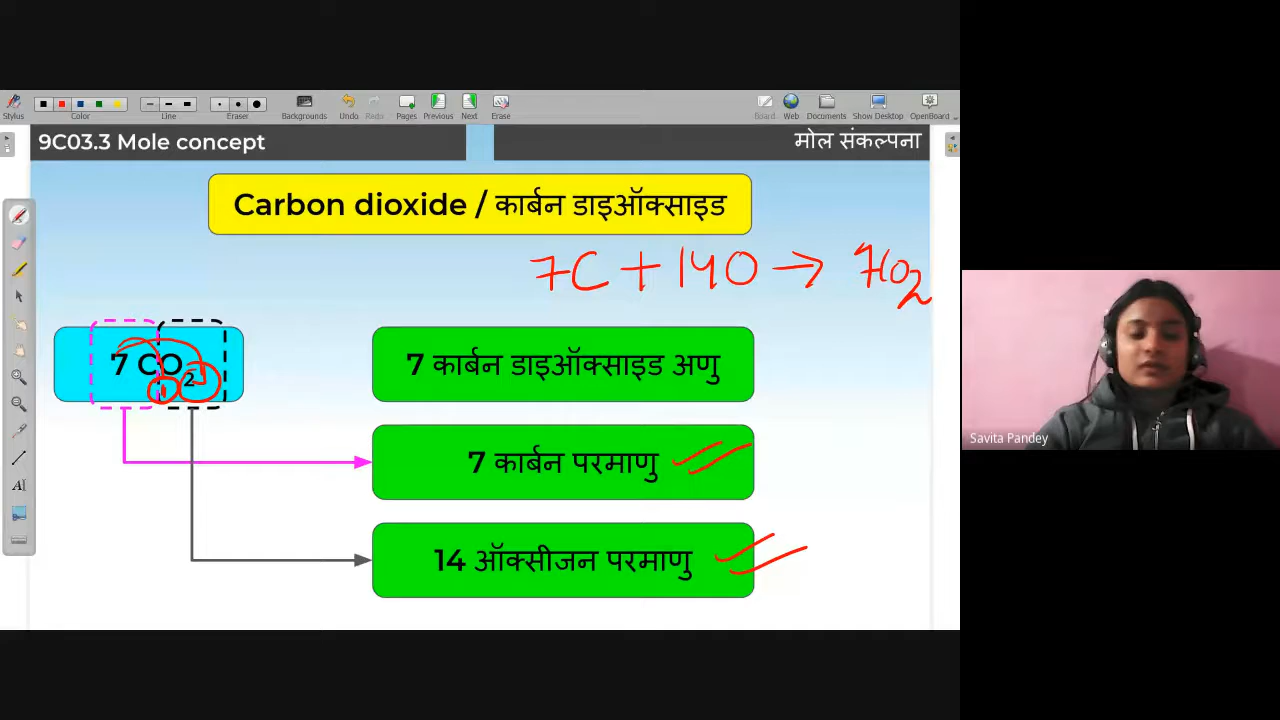 Stylus
Color
Line
Eraser
Backgrounds
Undo
Redo
Pages
Previous
Next
Erase
Board
Web
Documents
Show Desktop
OpenBoard
9C03.3 Mole concept
मोल संकल्पना
Carbon dioxide / कार्बन डाइऑक्साइड
7C + 14O → 7CO2
7 CO2
1
7 कार्बन डाइऑक्साइड अणु
7 कार्बन परमाणु
14 ऑक्सीजन परमाणु
Savita Pandey